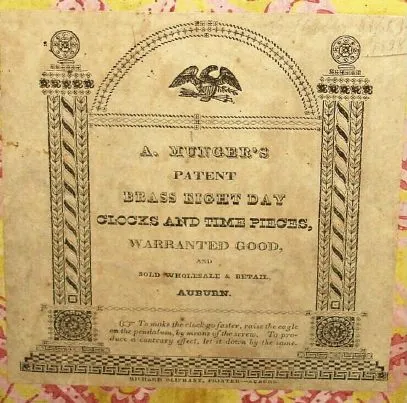 A. MUNGER'S
PATENT
BRASS EIGHT DAY
CLOCKS AND TIME PIECES,
WARRANTED GOOD,
AND
SOLD WHOLESALE & RETAIL,
AUBURN.
To make the clock go faster, raise the eagle
on the pendulum, by means of the screw. To pro-
duce a contrary effect, let it down by the same.
RICHARD OLIPHANT, PRINTER—AUBURN.